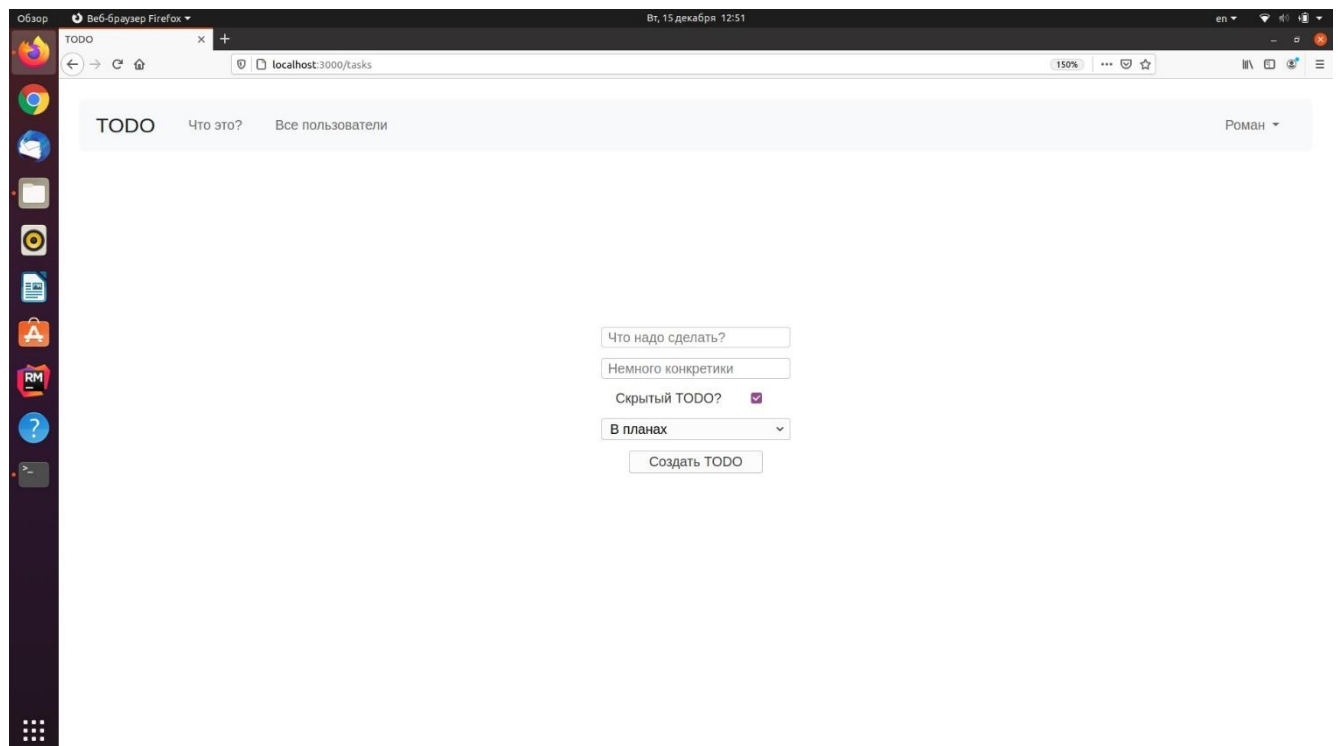 Обзор Веб-браузер Firefox Вт, 15 декабря 12:51 en
TODO
localhost:3000/tasks 150%
TODO Что это? Все пользователи Роман
Что надо сделать?
Немного конкретики
Скрытый TODO?
В планах
Создать TODO
RM